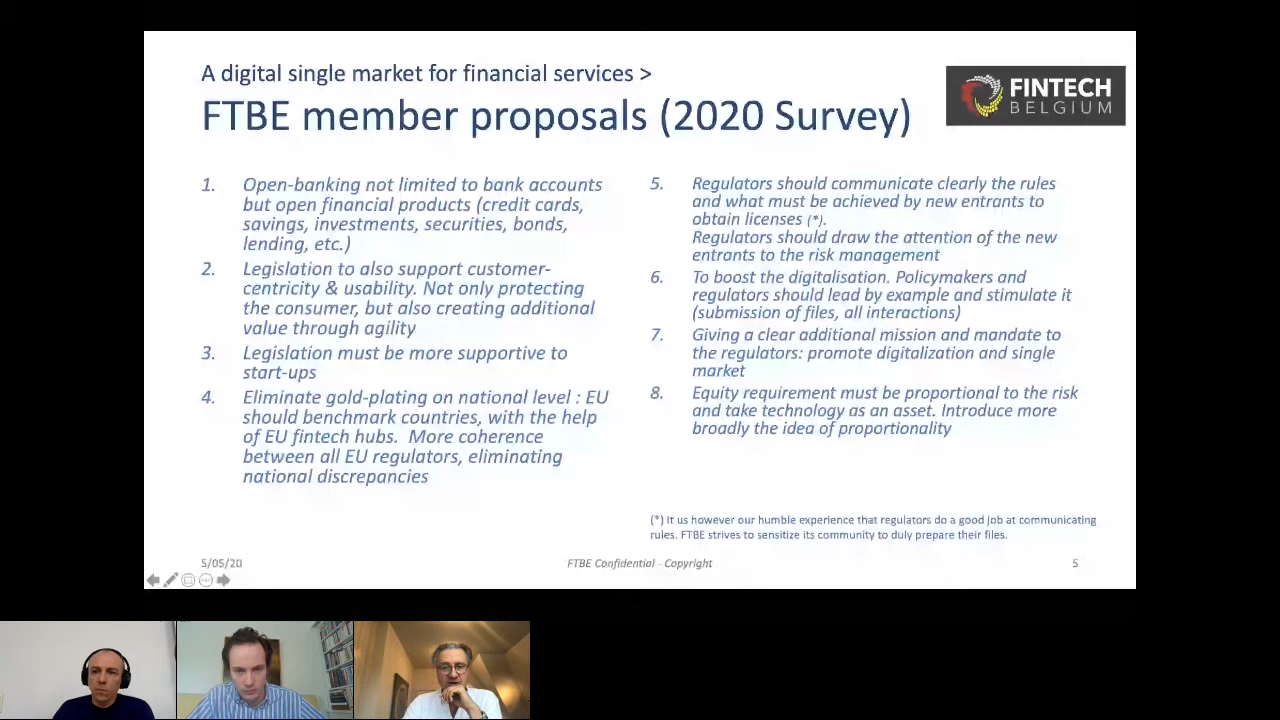 A digital single market for financial services >
FTBE member proposals (2020 Survey)
FINTECH
BELGIUM
1. Open-banking not limited to bank accounts
but open financial products (credit cards,
savings, investments, securities, bonds,
lending, etc.)
2. Legislation to also support customer-
centricity & usability. Not only protecting
the consumer, but also creating additional
value through agility
3. Legislation must be more supportive to
start-ups
4. Eliminate gold-plating on national level : EU
should benchmark countries, with the help
of EU fintech hubs. More coherence
between all EU regulators, eliminating
national discrepancies
5. Regulators should communicate clearly the rules
and what must be achieved by new entrants to
obtain licenses (*).
Regulators should draw the attention of the new
entrants to the risk management
6. To boost the digitalisation. Policymakers and
regulators should lead by example and stimulate it
(submission of files, all interactions)
7. Giving a clear additional mission and mandate to
the regulators: promote digitalization and single
market
8. Equity requirement must be proportional to the risk
and take technology as an asset. Introduce more
broadly the idea of proportionality
(*) It us however our humble experience that regulators do a good job at communicating
rules. FTBE strives to sensitize its community to duly prepare their files.
5/05/20
FTBE Confidential - Copyright
5